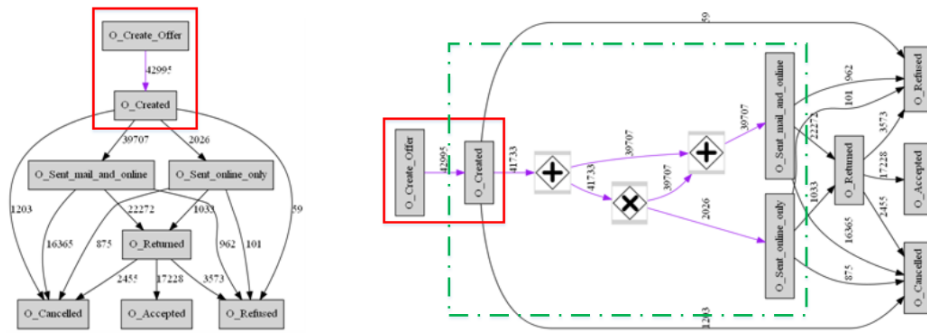 O_Create_Offer
42995
O_Created
39707
2026
O_Sent_mail_and_online
O_Sent_online_only
1203
22272
1033
59
16365
875
O_Returned
962
101
2455
17228
3573
O_Cancelled
O_Accepted
O_Refused
59
O_Create_Offer
42995
O_Created
41733
41733
39707
39707
39707
2026
O_Sent_mail_and_online
O_Sent_online_only
962
101
22272
1033
O_Returned
3573
17228
2455
16365
875
O_Refused
O_Accepted
O_Cancelled
1203